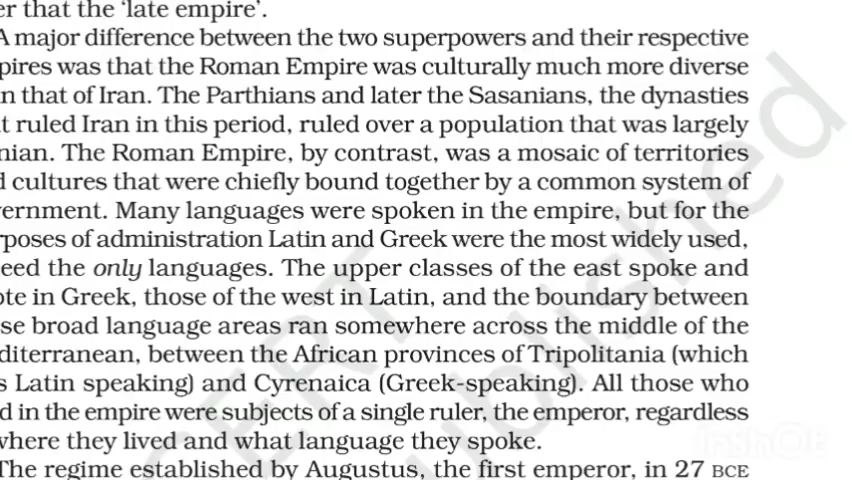 er that the ‘late empire’.
A major difference between the two superpowers and their respective
pires was that the Roman Empire was culturally much more diverse
n that of Iran. The Parthians and later the Sasanians, the dynasties
t ruled Iran in this period, ruled over a population that was largely
nian. The Roman Empire, by contrast, was a mosaic of territories
d cultures that were chiefly bound together by a common system of
vernment. Many languages were spoken in the empire, but for the
rposes of administration Latin and Greek were the most widely used,
eed the only languages. The upper classes of the east spoke and
ote in Greek, those of the west in Latin, and the boundary between
se broad language areas ran somewhere across the middle of the
diterranean, between the African provinces of Tripolitania (which
s Latin speaking) and Cyrenaica (Greek-speaking). All those who
d in the empire were subjects of a single ruler, the emperor, regardless
where they lived and what language they spoke.
The regime established by Augustus, the first emperor, in 27 BCE
CERT
ublished
ublished
InShOt